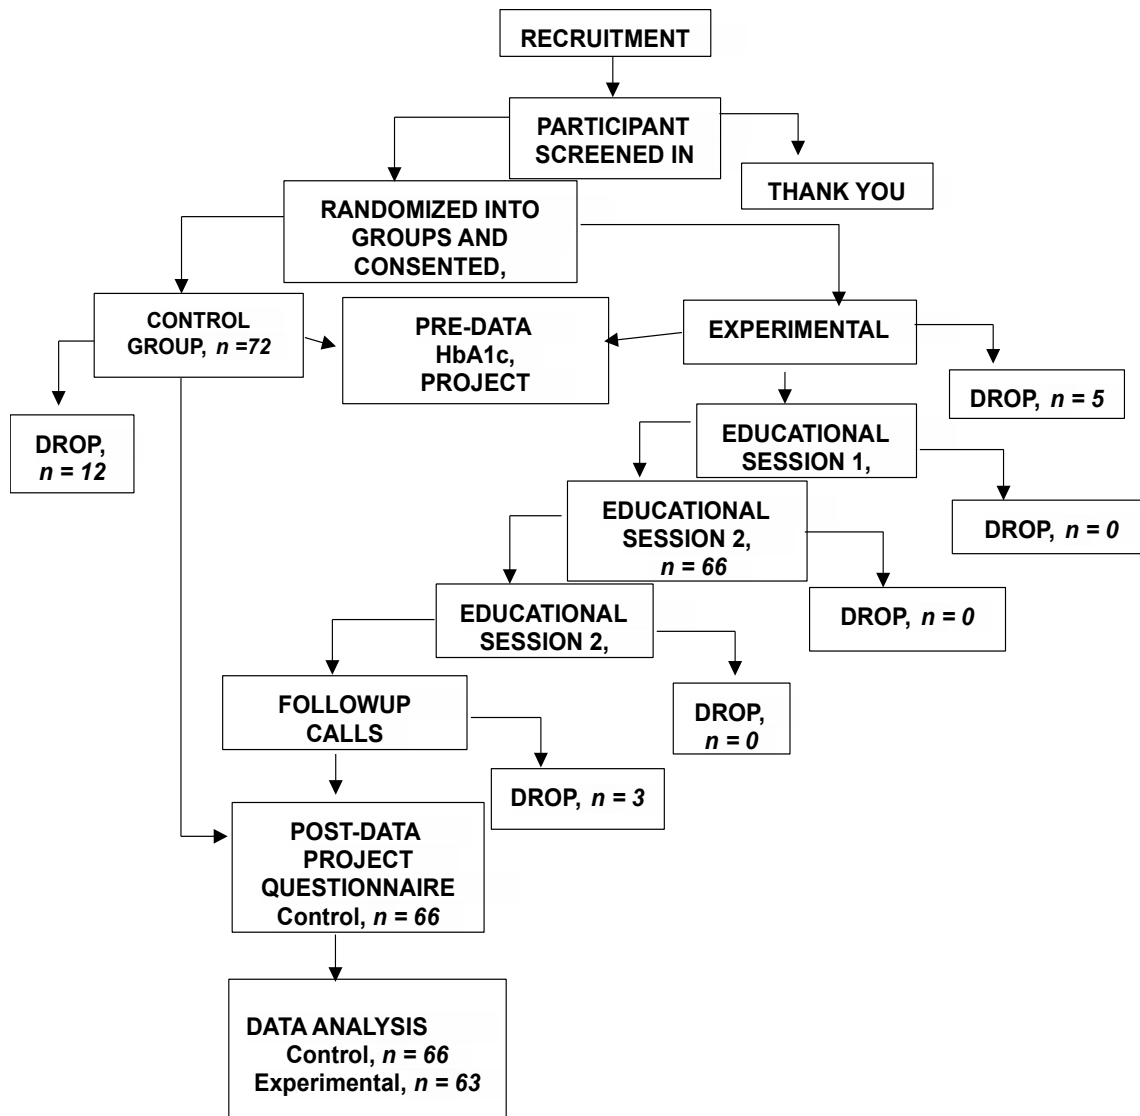 RECRUITMENT
PARTICIPANT
SCREENED IN
THANK YOU
RANDOMIZED INTO
GROUPS AND
CONSENTED,
CONTROL
GROUP, n =72
PRE-DATA
HbA1c,
PROJECT
EXPERIMENTAL
DROP, n = 5
DROP,
n = 12
EDUCATIONAL
SESSION 1,
DROP, n = 0
EDUCATIONAL
SESSION 2,
n = 66
DROP, n = 0
EDUCATIONAL
SESSION 2,
DROP,
n = 0
FOLLOWUP
CALLS
DROP, n = 3
POST-DATA
PROJECT
QUESTIONNAIRE
Control, n = 66
DATA ANALYSIS
Control, n = 66
Experimental, n = 63